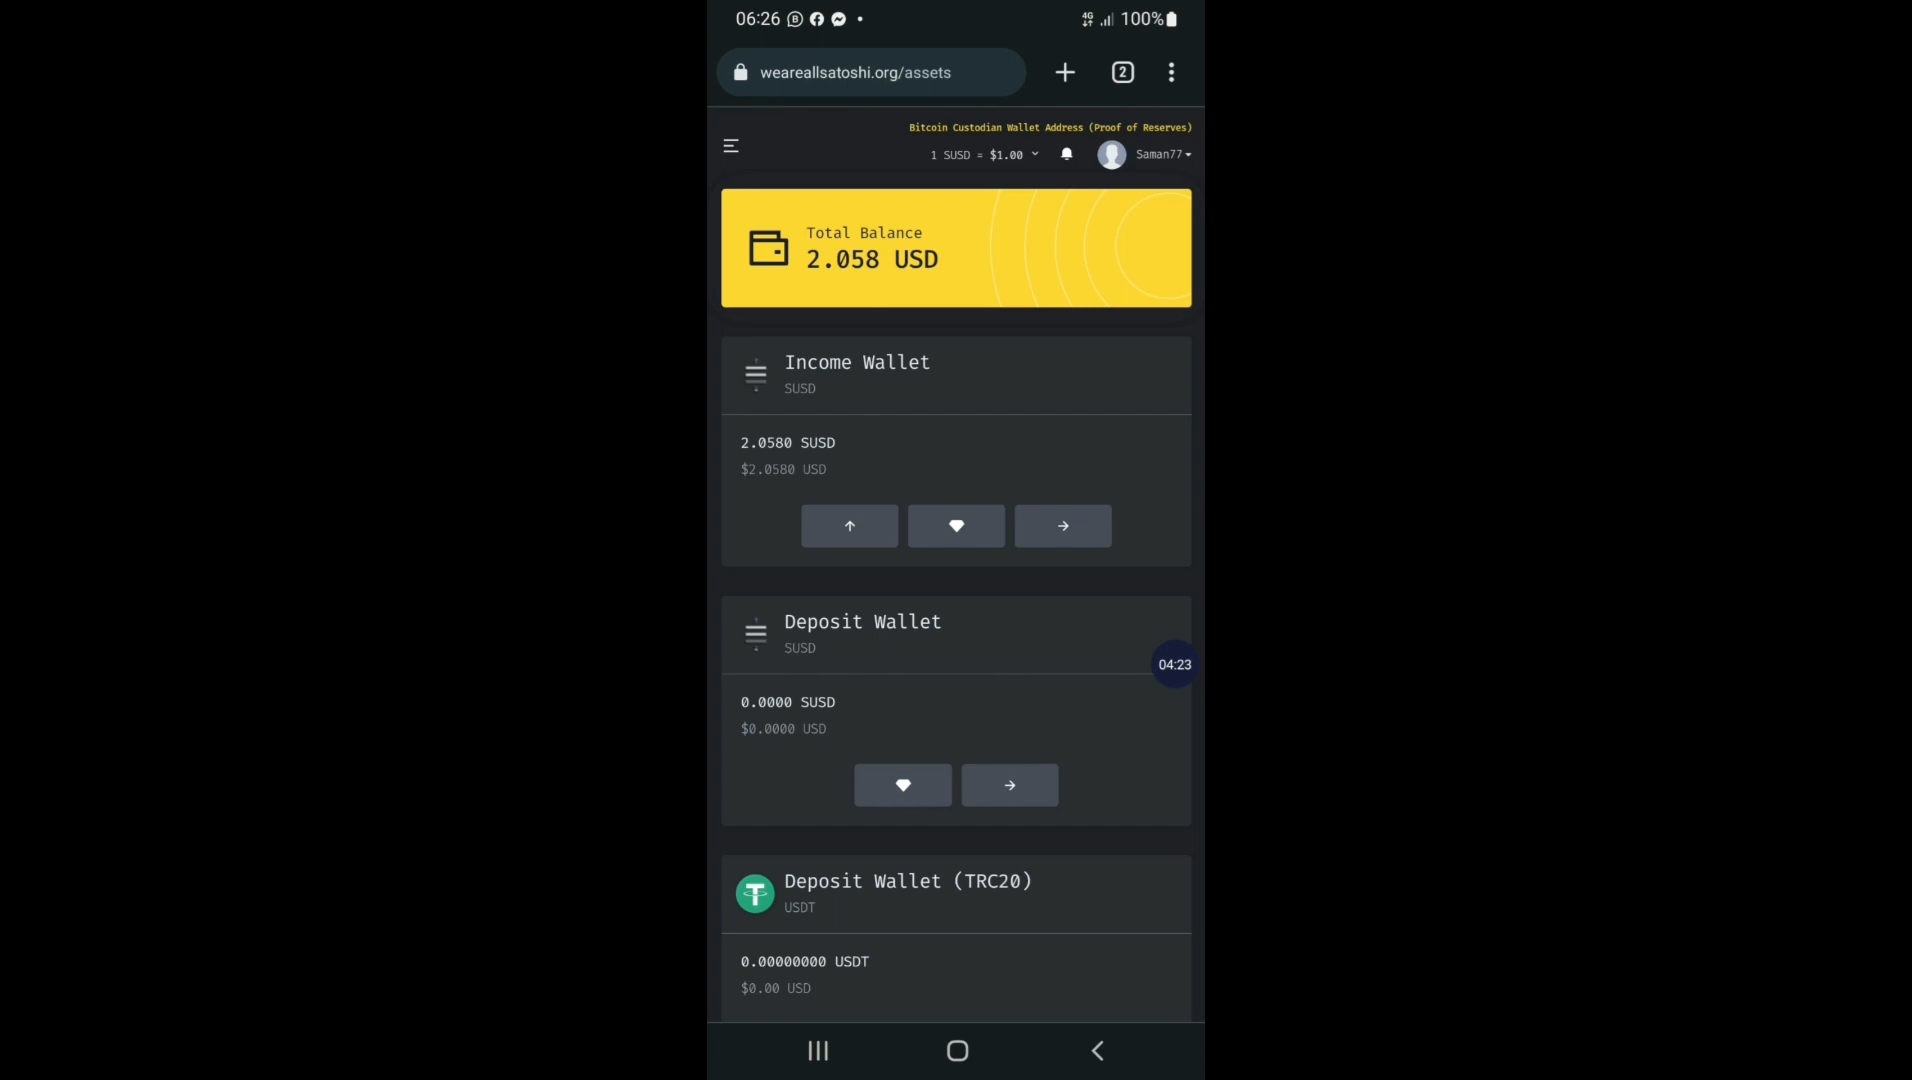 06:26
4G 100%
weareallsatoshi.org/assets
2
Bitcoin Custodian Wallet Address (Proof of Reserves)
1 SUSD = $1.00
Saman77
Total Balance
2.058 USD
Income Wallet
SUSD
2.0580 SUSD
$2.0580 USD
Deposit Wallet
SUSD
04:23
0.0000 SUSD
$0.0000 USD
Deposit Wallet (TRC20)
USDT
0.00000000 USDT
$0.00 USD